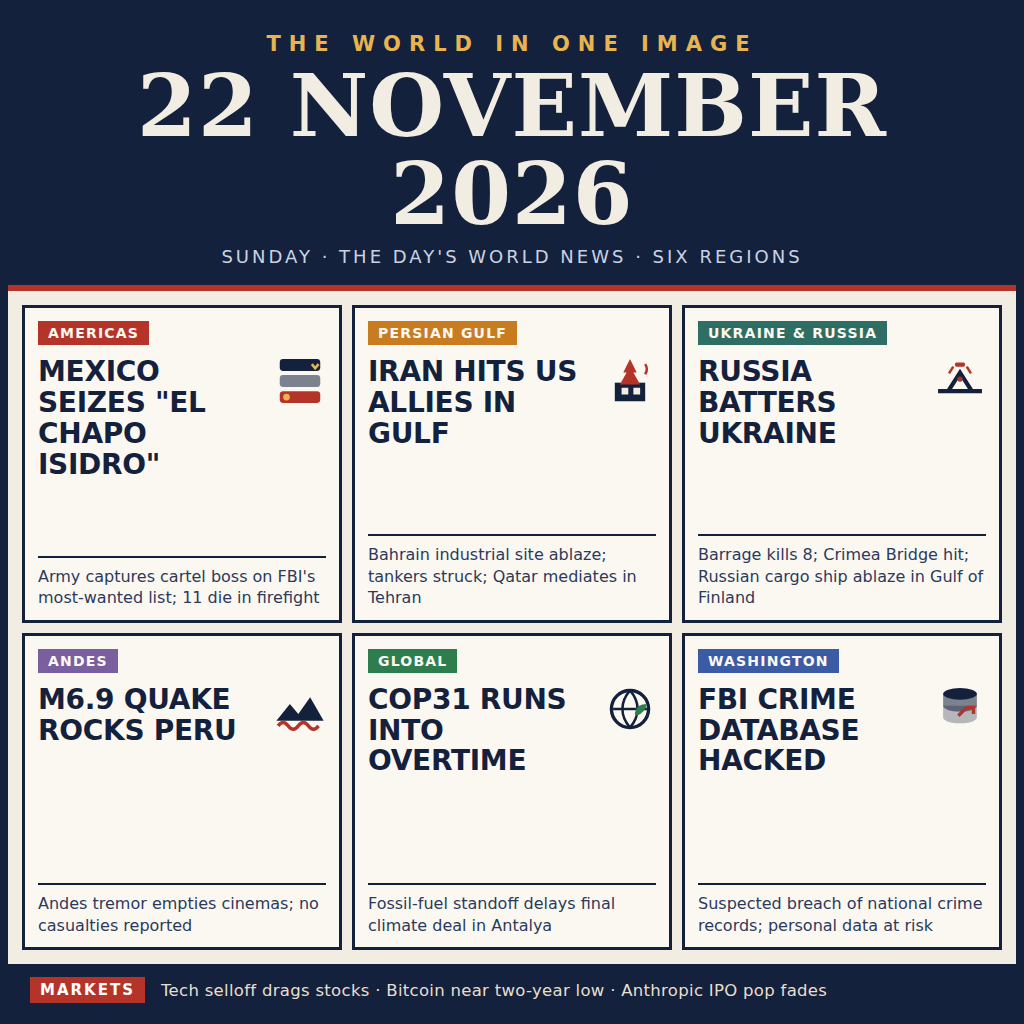 THE WORLD IN ONE IMAGE
22 NOVEMBER
2026
SUNDAY · THE DAY'S WORLD NEWS · SIX REGIONS
AMERICAS
MEXICO
SEIZES "EL
CHAPO
ISIDRO"
Army captures cartel boss on FBI's
most-wanted list; 11 die in firefight
PERSIAN GULF
IRAN HITS US
ALLIES IN
GULF
Bahrain industrial site ablaze;
tankers struck; Qatar mediates in
Tehran
UKRAINE & RUSSIA
RUSSIA
BATTERS
UKRAINE
Barrage kills 8; Crimea Bridge hit;
Russian cargo ship ablaze in Gulf of
Finland
ANDES
M6.9 QUAKE
ROCKS PERU
Andes tremor empties cinemas; no
casualties reported
GLOBAL
COP31 RUNS
INTO
OVERTIME
Fossil-fuel standoff delays final
climate deal in Antalya
WASHINGTON
FBI CRIME
DATABASE
HACKED
Suspected breach of national crime
records; personal data at risk
MARKETS
Tech selloff drags stocks · Bitcoin near two-year low · Anthropic IPO pop fades